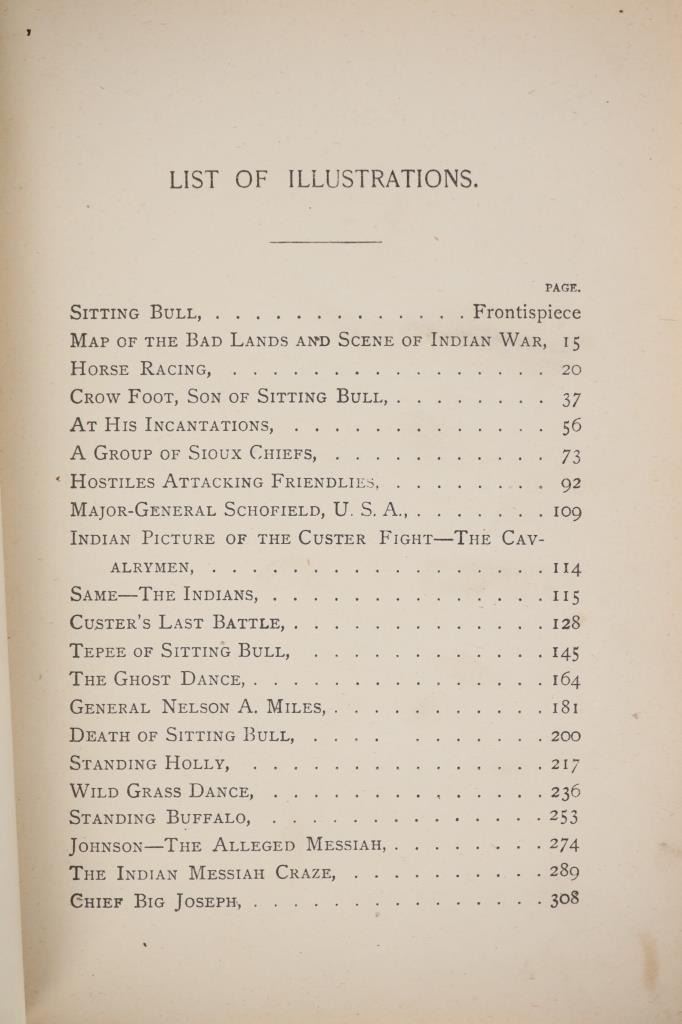 LIST OF ILLUSTRATIONS.
PAGE.
SITTING BULL, . . . . . . . . . . . . . Frontispiece
MAP OF THE BAD LANDS AND SCENE OF INDIAN WAR, 15
HORSE RACING, . . . . . . . . . . . . . . . . 20
CROW FOOT, SON OF SITTING BULL, . . . . . . . . 37
AT HIS INCANTATIONS, . . . . . . . . . . . . . 56
A GROUP OF SIOUX CHIEFS, . . . . . . . . . . . 73
HOSTILES ATTACKING FRIENDLIES, . . . . . . . . 92
MAJOR-GENERAL SCHOFIELD, U. S. A., . . . . . . . 109
INDIAN PICTURE OF THE CUSTER FIGHT—THE CAV-
ALRYMEN, . . . . . . . . . . . . . . . . 114
SAME—THE INDIANS, . . . . . . . . . . . . . . 115
CUSTER'S LAST BATTLE, . . . . . . . . . . . . . 128
TEPEE OF SITTING BULL, . . . . . . . . . . . . 145
THE GHOST DANCE, . . . . . . . . . . . . . . . 164
GENERAL NELSON A. MILES, . . . . . . . . . . . 181
DEATH OF SITTING BULL, . . . . . . . . . . . 200
STANDING HOLLY, . . . . . . . . . . . . . . . 217
WILD GRASS DANCE, . . . . . . . . . . . . . . 236
STANDING BUFFALO, . . . . . . . . . . . . . . 253
JOHNSON—THE ALLEGED MESSIAH, . . . . . . . . 274
THE INDIAN MESSIAH CRAZE, . . . . . . . . . . 289
CHIEF BIG JOSEPH, . . . . . . . . . . . . . . . 308